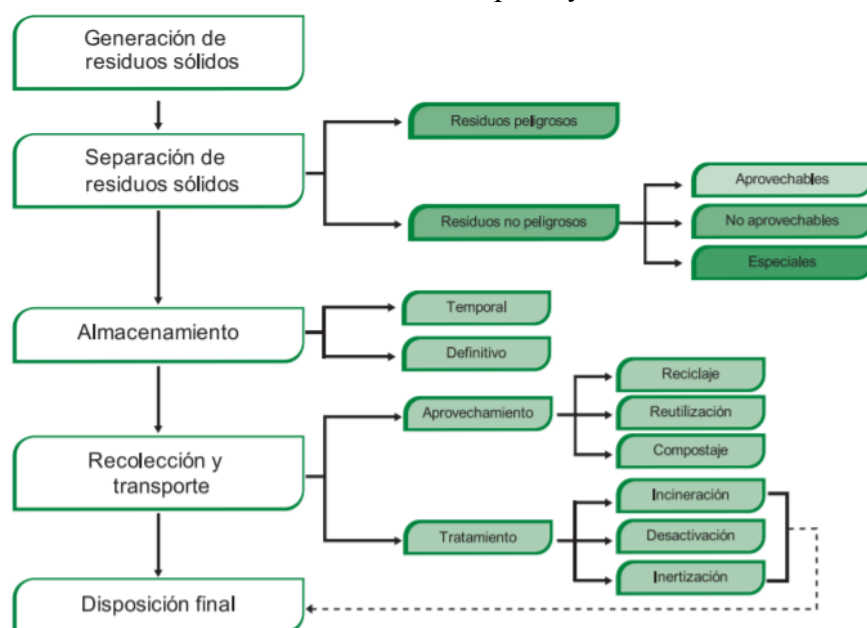 Generación de
residuos sólidos
Separación de
residuos sólidos
Residuos peligrosos
Residuos no peligrosos
Aprovechables
No aprovechables
Especiales
Almacenamiento
Temporal
Definitivo
Recolección y
transporte
Aprovechamiento
Reciclaje
Reutilización
Compostaje
Tratamiento
Incineración
Desactivación
Inertización
Disposición final